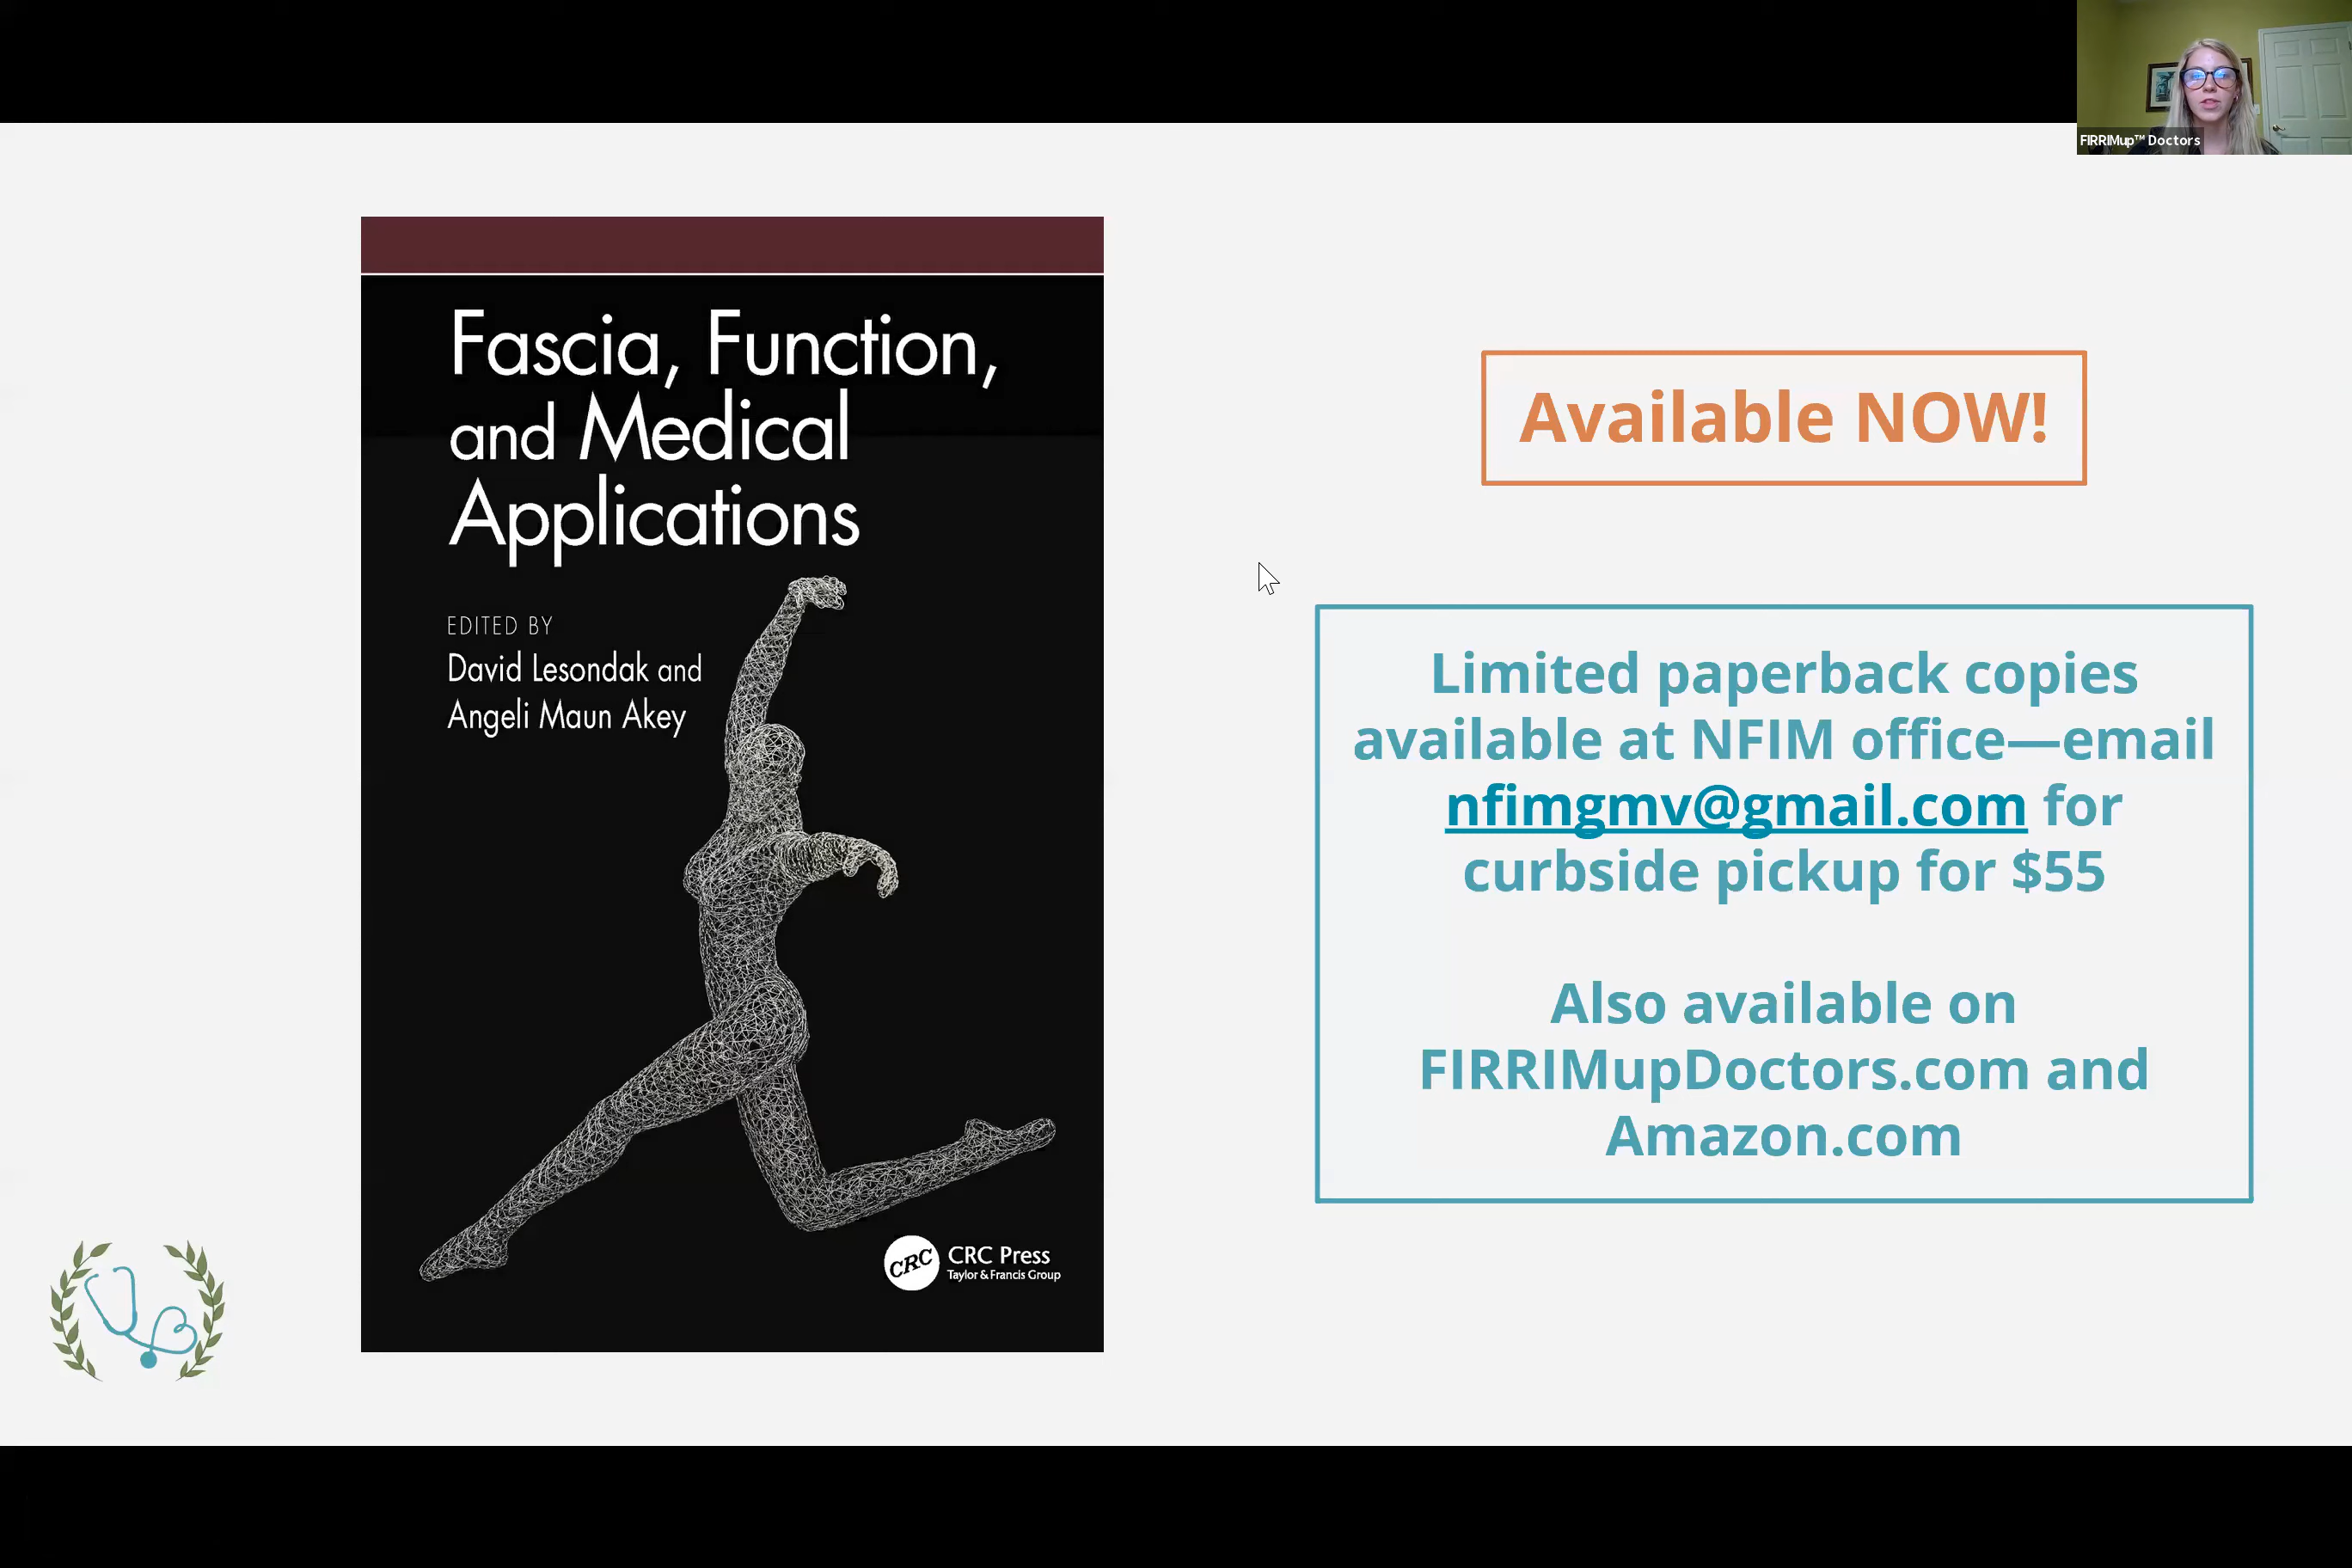 FIRRIMup™ Doctors
Fascia, Function,
and Medical
Applications
EDITED BY
David Lesondak and
Angeli Maun Akey
CRC
CRC Press
Taylor & Francis Group
Available NOW!
Limited paperback copies
available at NFIM office—email
nfimgmv@gmail.com for
curbside pickup for $55
Also available on
FIRRIMupDoctors.com and
Amazon.com